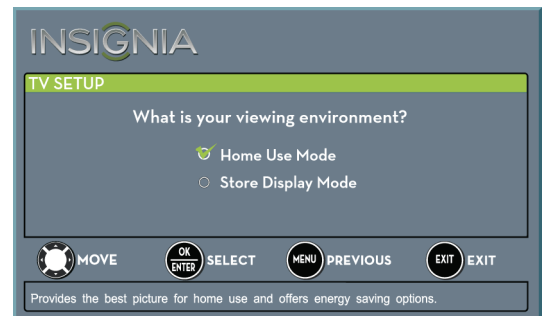 INSIGNIA
TV SETUP
What is your viewing environment?
Home Use Mode
Store Display Mode
MOVE OK ENTER SELECT MENU PREVIOUS EXIT EXIT
Provides the best picture for home use and offers energy saving options.